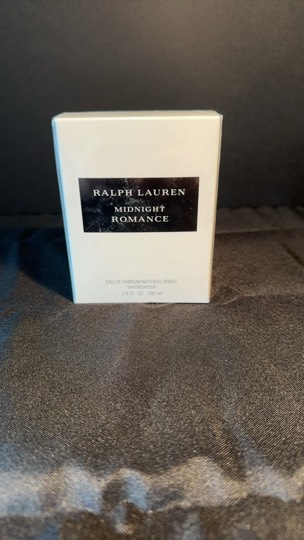 RALPH LAUREN
MIDNIGHT
ROMANCE
EAU DE PARFUM NATURAL SPRAY
VAPORISATEUR
3.4 FL. OZ. 100 ml